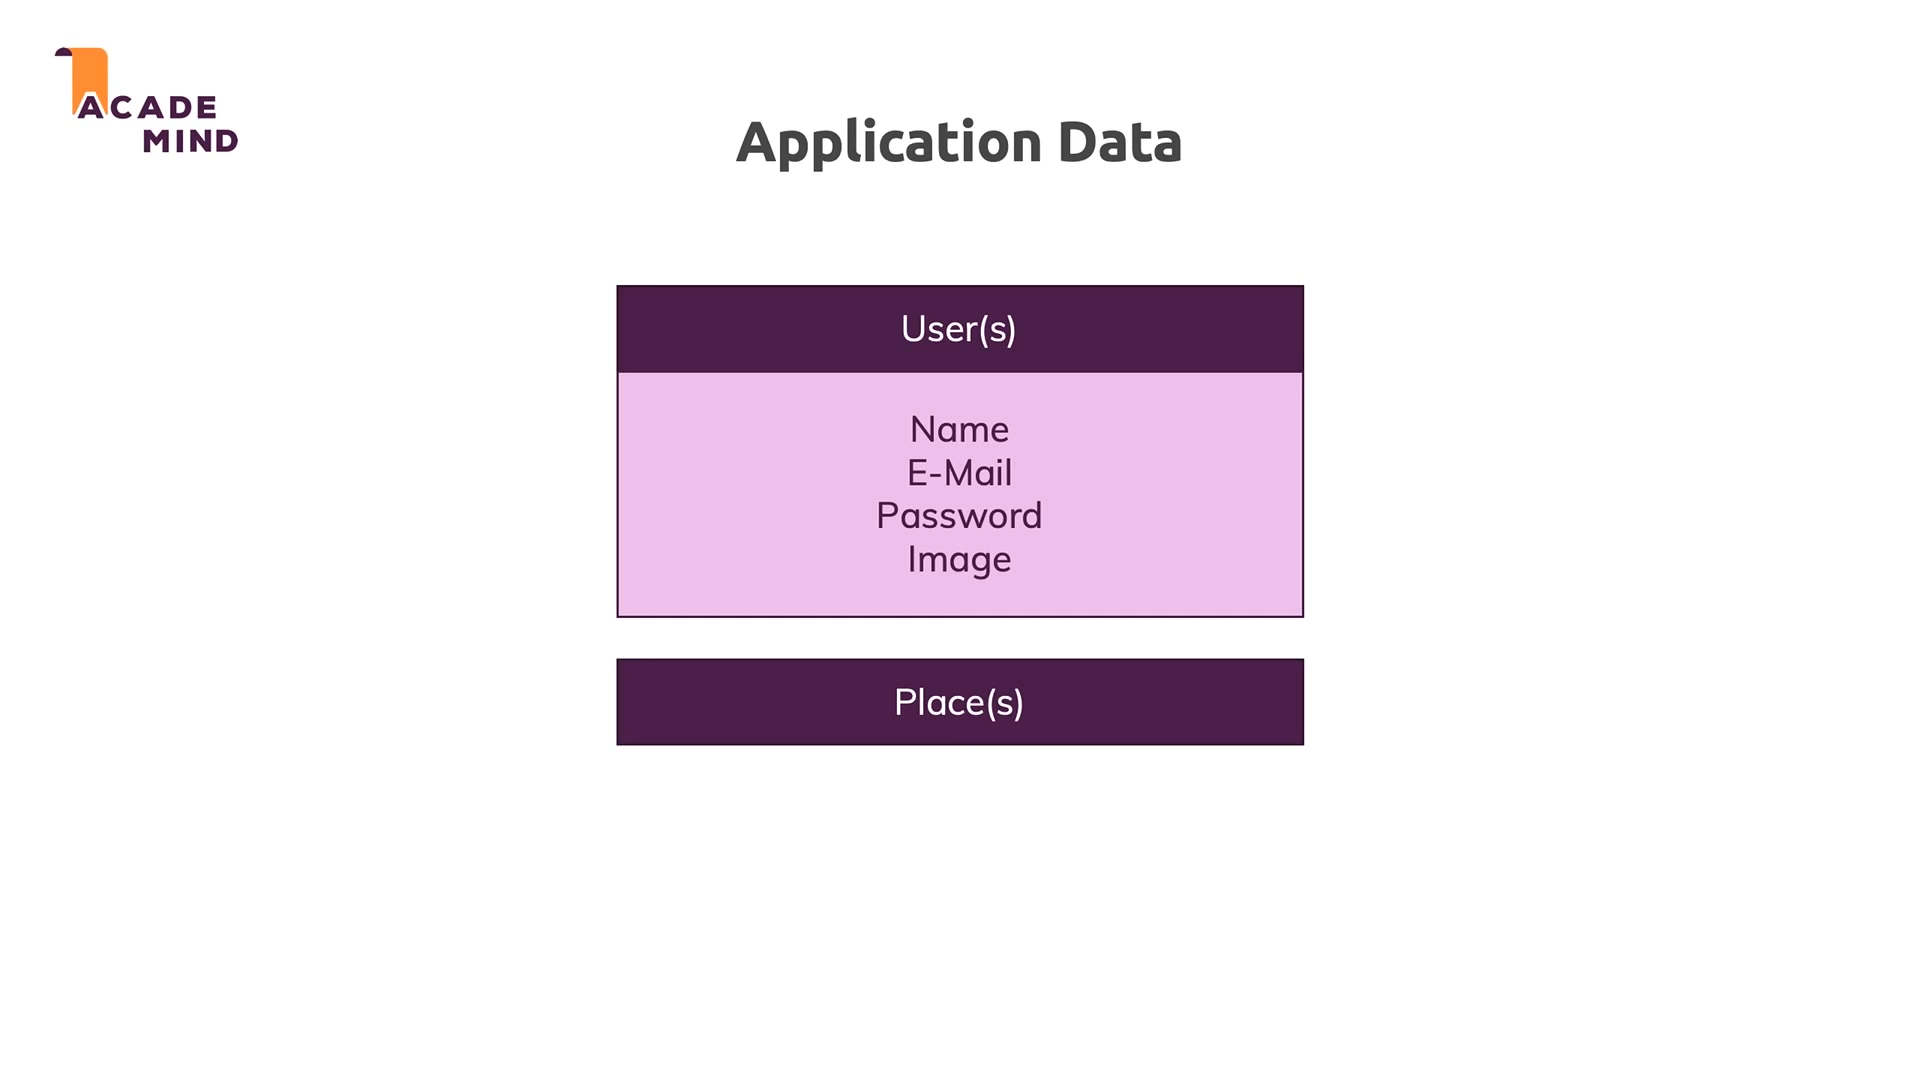 ACADE
MIND
Application Data
User(s)
Name
E-Mail
Password
Image
Place(s)